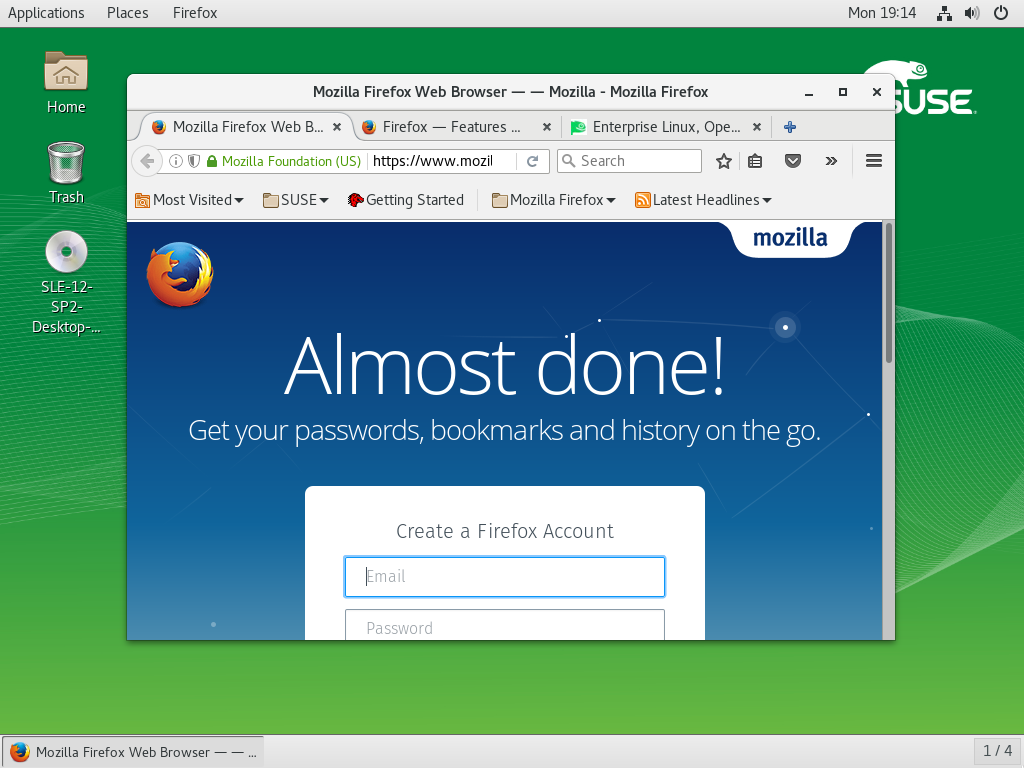 Applications Places Firefox Mon 19:14
Home
Trash
SLE-12-
SP2-
Desktop-...
SUSE
Mozilla Firefox Web Browser — — Mozilla - Mozilla Firefox
Mozilla Firefox Web B... Firefox — Features ... Enterprise Linux, Ope...
Mozilla Foundation (US) https://www.mozil Search
Most Visited SUSE Getting Started Mozilla Firefox Latest Headlines
mozilla
Almost done!
Get your passwords, bookmarks and history on the go.
Create a Firefox Account
Email
Password
Mozilla Firefox Web Browser — — ... 1 / 4